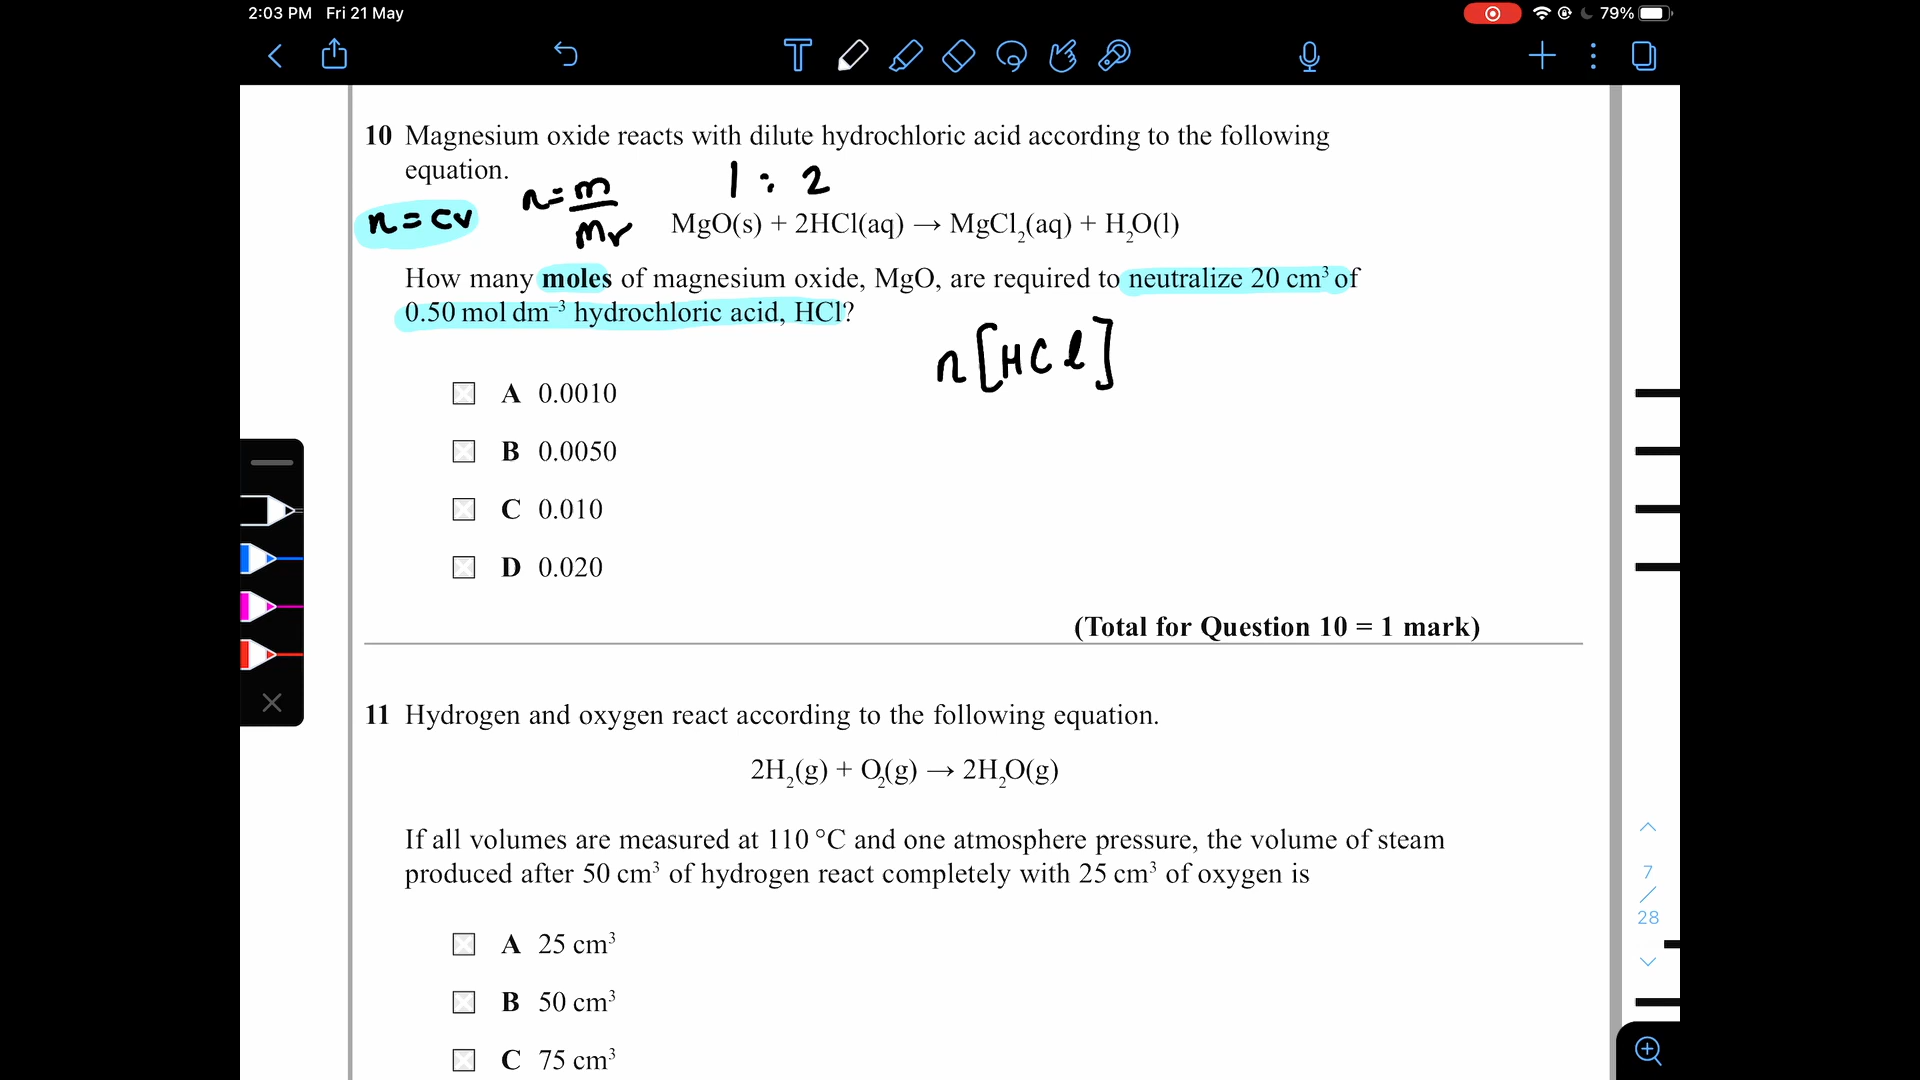 2:03 PM Fri 21 May
79%
T
10 Magnesium oxide reacts with dilute hydrochloric acid according to the following
equation.
1 : 2
n = cv
n = m
Mr
MgO(s) + 2HCl(aq) → MgCl₂(aq) + H₂O(l)
How many moles of magnesium oxide, MgO, are required to neutralize 20 cm³ of
0.50 mol dm⁻³ hydrochloric acid, HCl?
n [HCl]
A 0.0010
B 0.0050
C 0.010
D 0.020
(Total for Question 10 = 1 mark)
11 Hydrogen and oxygen react according to the following equation.
2H₂(g) + O₂(g) → 2H₂O(g)
If all volumes are measured at 110 °C and one atmosphere pressure, the volume of steam
produced after 50 cm³ of hydrogen react completely with 25 cm³ of oxygen is
A 25 cm³
B 50 cm³
C 75 cm³
7
/
28